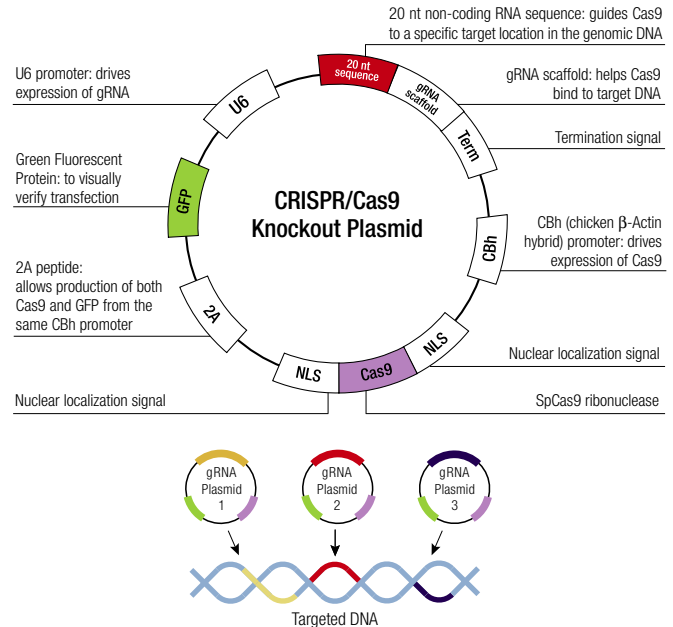 20 nt non-coding RNA sequence: guides Cas9
to a specific target location in the genomic DNA
U6 promoter: drives
expression of gRNA
20 nt
sequence
gRNA
scaffold
gRNA scaffold: helps Cas9
bind to target DNA
U6
Term
Termination signal
Green Fluorescent
Protein: to visually
verify transfection
GFP
CRISPR/Cas9
Knockout Plasmid
CBh
CBh (chicken β-Actin
hybrid) promoter: drives
expression of Cas9
2A peptide:
allows production of both
Cas9 and GFP from the
same CBh promoter
2A
NLS
Nuclear localization signal
NLS
Cas9
Nuclear localization signal
SpCas9 ribonuclease
gRNA
Plasmid
1
gRNA
Plasmid
2
gRNA
Plasmid
3
Targeted DNA